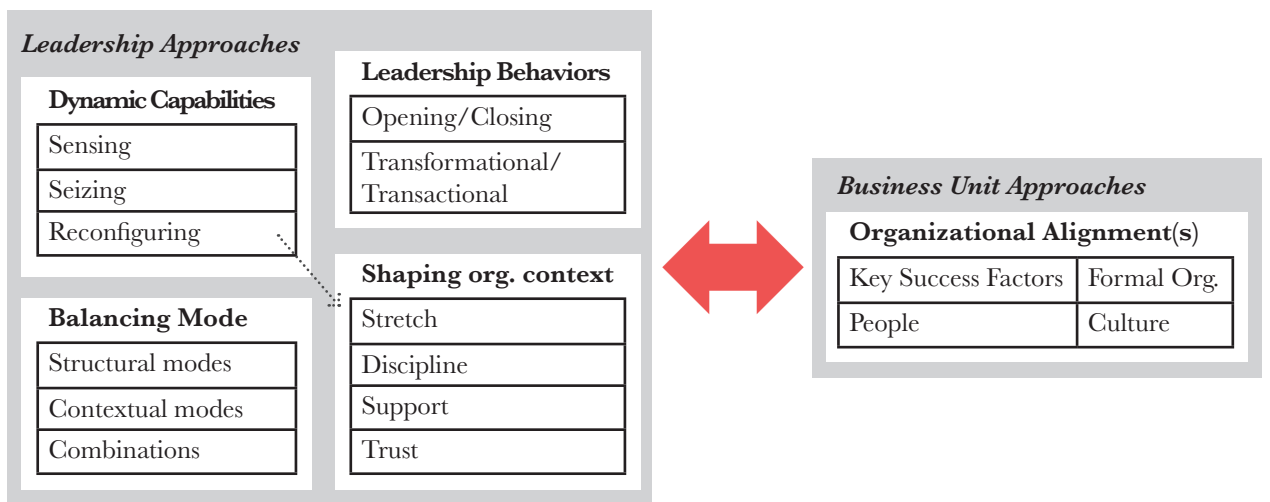 Leadership Approaches
Dynamic Capabilities
Sensing
Seizing
Reconfiguring
Leadership Behaviors
Opening/Closing
Transformational/
Transactional
Balancing Mode
Structural modes
Contextual modes
Combinations
Shaping org. context
Stretch
Discipline
Support
Trust
Business Unit Approaches
Organizational Alignment(s)
Key Success Factors
Formal Org.
People
Culture